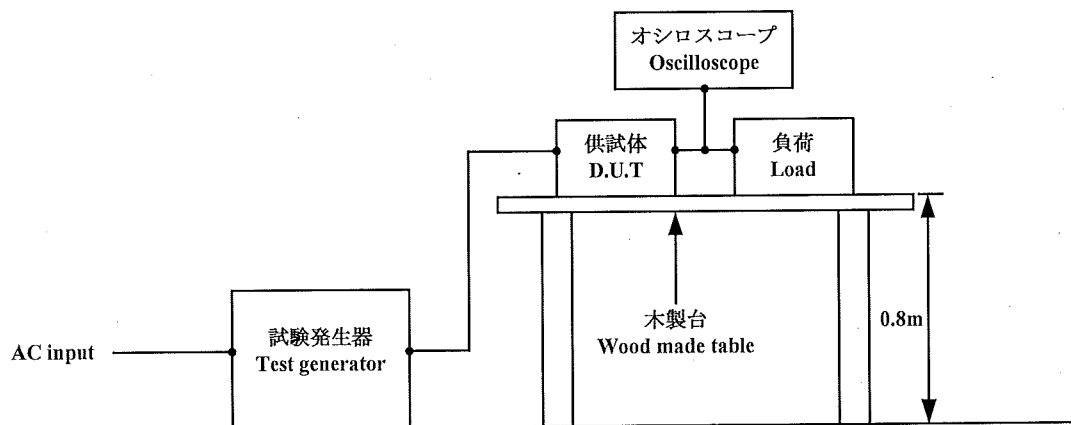 オシロスコープ
Oscilloscope
供試体
D.U.T
負荷
Load
試験発生器
Test generator
AC input
木製台
Wood made table
0.8m